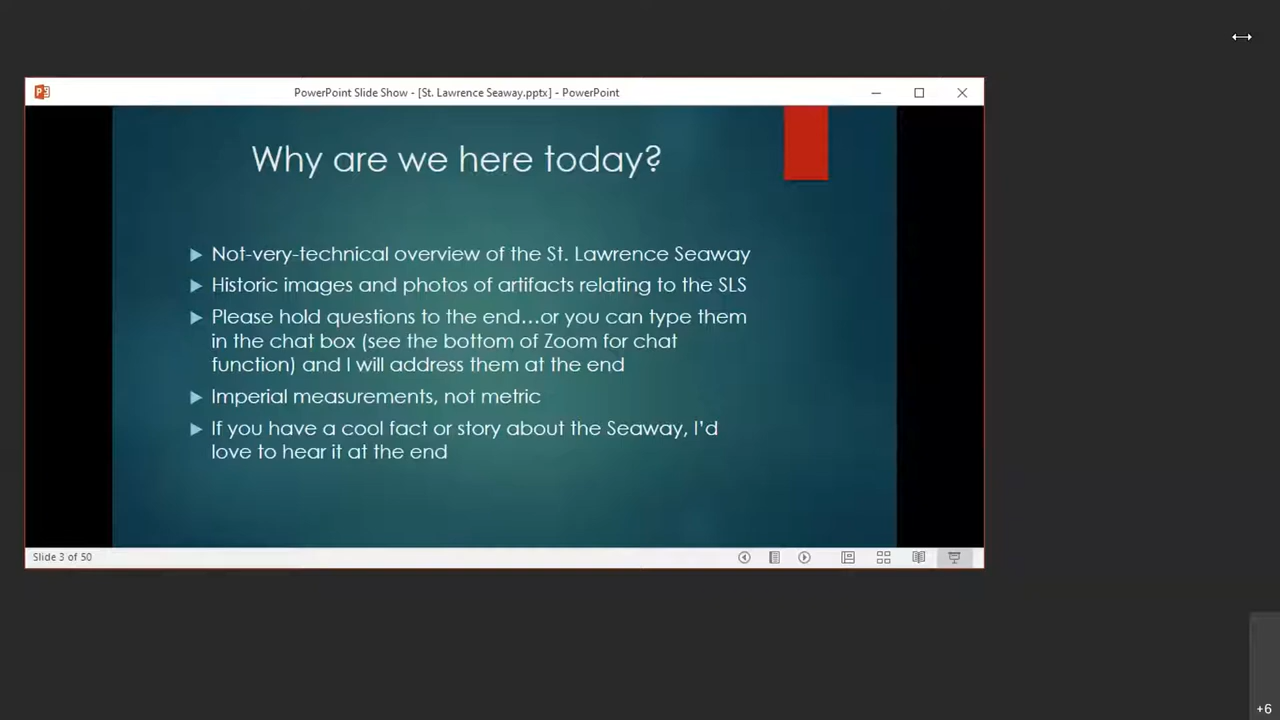 PowerPoint Slide Show - [St. Lawrence Seaway.pptx] - PowerPoint
Why are we here today?
Not-very-technical overview of the St. Lawrence Seaway
Historic images and photos of artifacts relating to the SLS
Please hold questions to the end...or you can type them
in the chat box (see the bottom of Zoom for chat
function) and I will address them at the end
Imperial measurements, not metric
If you have a cool fact or story about the Seaway, I'd
love to hear it at the end
Slide 3 of 50
+6